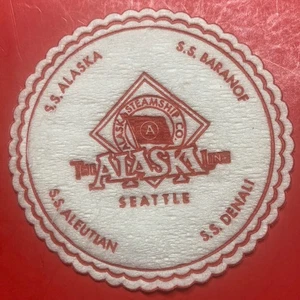 S.S. ALASKA
S.S. BARANOF
ALASKA STEAMSHIP CO.
A
THE ALASKA LINE
SEATTLE
S.S. ALEUTIAN
S.S. DENALI